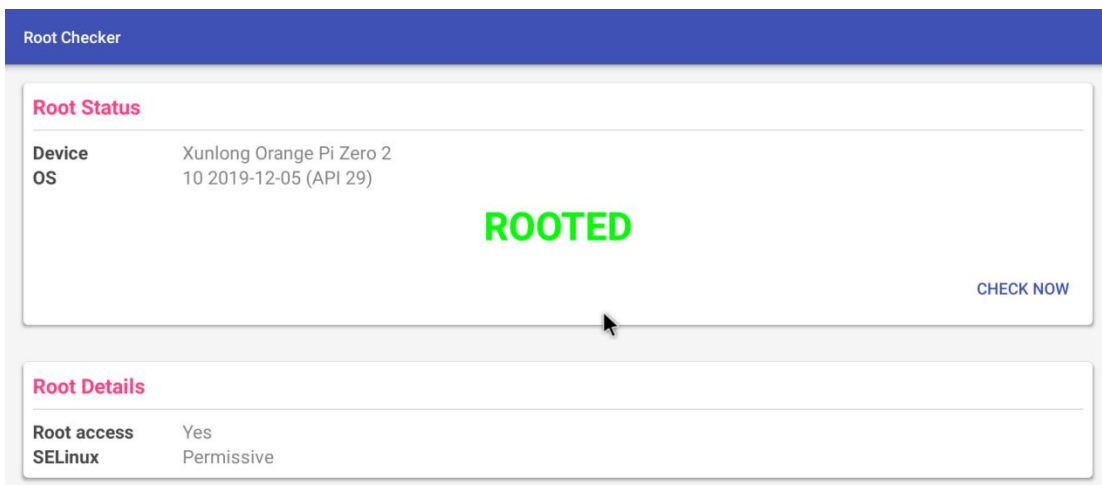 Root Checker
Root Status
Device Xunlong Orange Pi Zero 2
OS 10 2019-12-05 (API 29)
ROOTED
CHECK NOW
Root Details
Root access Yes
SELinux Permissive